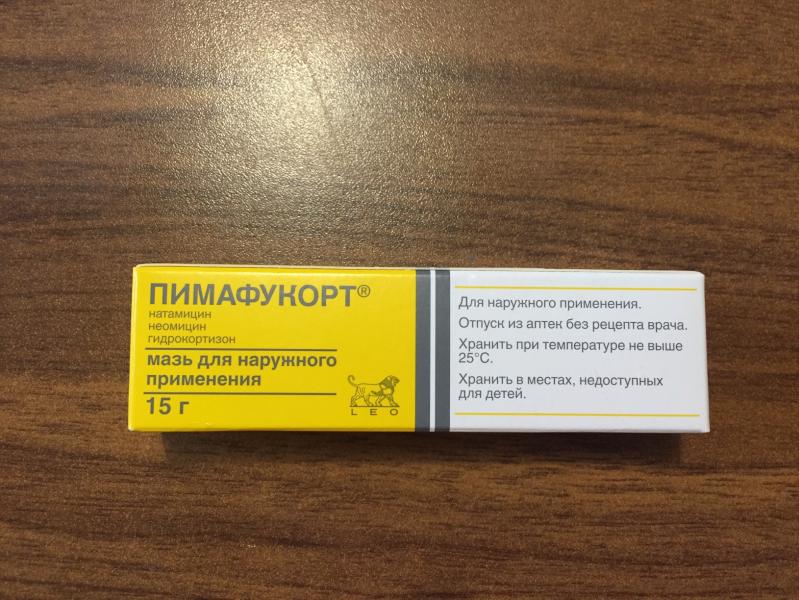 ПИМАФУКОРТ®
натамицин
неомицин
гидрокортизон
мазь для наружного
применения
15 г
LEO
Для наружного применения.
Отпуск из аптек без рецепта врача.
Хранить при температуре не выше
25°C.
Хранить в местах, недоступных
для детей.